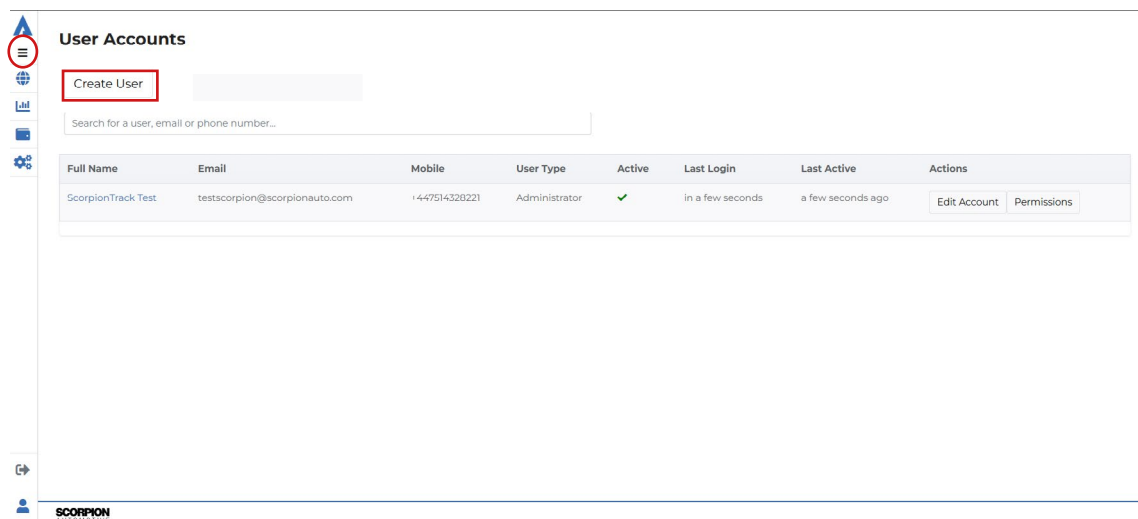 User Accounts
Create User
Search for a user, email or phone number...
Full Name Email Mobile User Type Active Last Login Last Active Actions
ScorpionTrack Test testscorpion@scorpionauto.com 447514328221 Administrator in a few seconds a few seconds ago Edit Account Permissions
SCORPION
AUTOMOTIVE